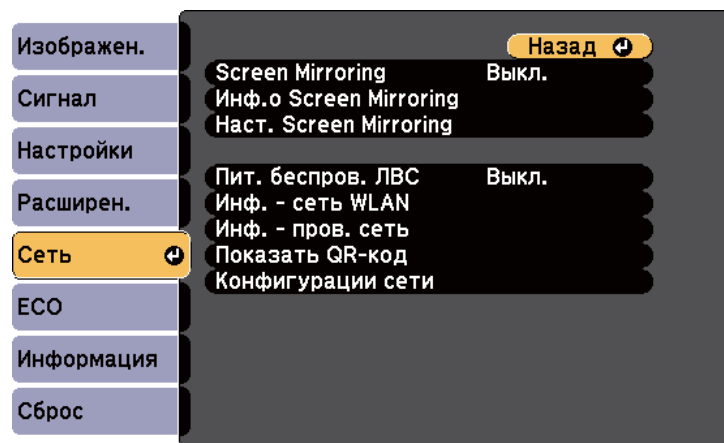 Изображен.
Сигнал
Настройки
Расширен.
Сеть
ECO
Информация
Сброс
Назад
Screen Mirroring Выкл.
Инф.о Screen Mirroring
Наст. Screen Mirroring
Пит. беспров. ЛВС Выкл.
Инф. - сеть WLAN
Инф. - пров. сеть
Показать QR-код
Конфигурации сети